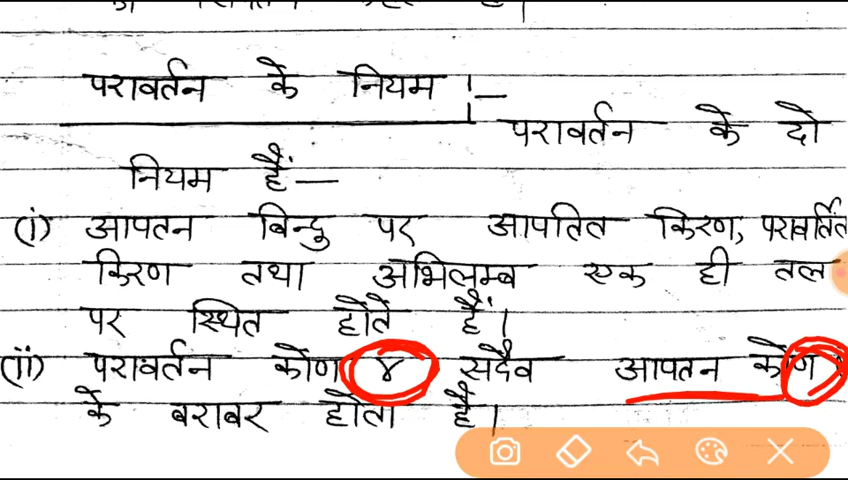 परावर्तन के नियम :-
परावर्तन के दो
नियम हैं—
(i) आपतन बिन्दु पर आपतित किरण, परावर्तित
किरण तथा अभिलम्ब एक ही तल
पर स्थित होते हैं।
(ii) परावर्तन कोण r सदैव आपतन कोण
के बराबर होता है।